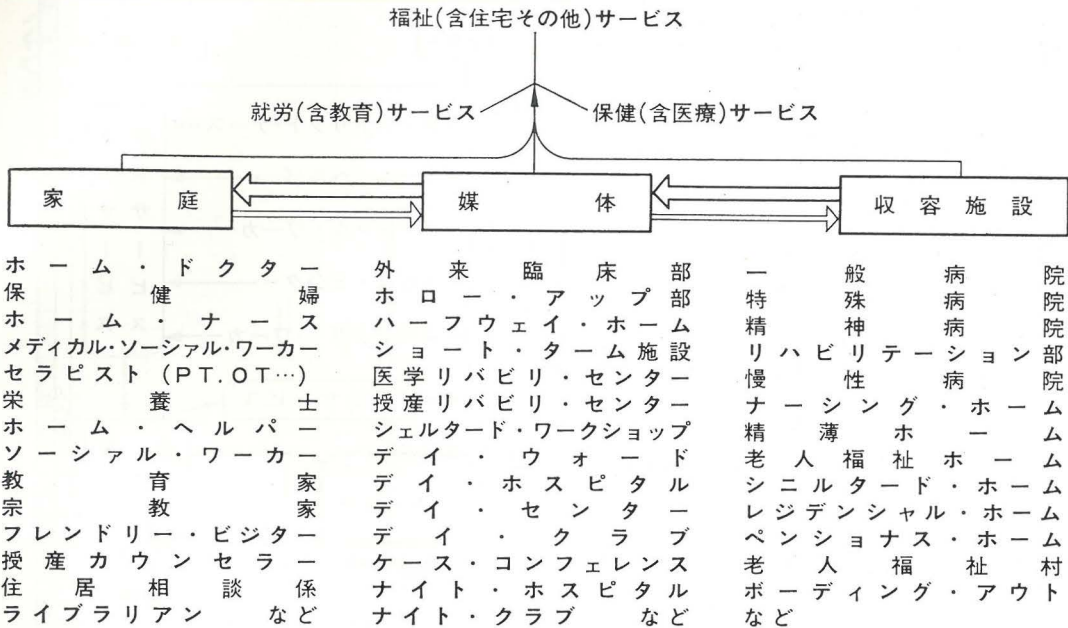 福祉(含住宅その他)サービス
就労(含教育)サービス
保健(含医療)サービス
家庭
媒体
収容施設
ホーム・ドクター
保健婦
ホーム・ナース
メディカル・ソーシァル・ワーカー
セラピスト(PT.OT…)
栄養士
ホーム・ヘルパー
ソーシァル・ワーカー
教育家
宗教家
フレンドリー・ビジター
授産カウンセラー
住居相談係
ライブラリアン など
外来臨床部
ホロー・アップ部
ハーフウェイ・ホーム
ショート・ターム施設
医学リバビリ・センター
授産リバビリ・センター
シェルタード・ワークショップ
デイ・ウォード
デイ・ホスピタル
デイ・センター
デイ・クラブ
ケース・コンフェレンス
ナイト・ホスピタル
ナイト・クラブ など
一般病院
特殊病院
精神病院
リハビリテーション部
慢性病院
ナーシング・ホーム
精薄ホーム
老人福祉ホーム
シニルタード・ホーム
レジデンシャル・ホーム
ペンショナス・ホーム
老人福祉村
ボーディング・アウト
など